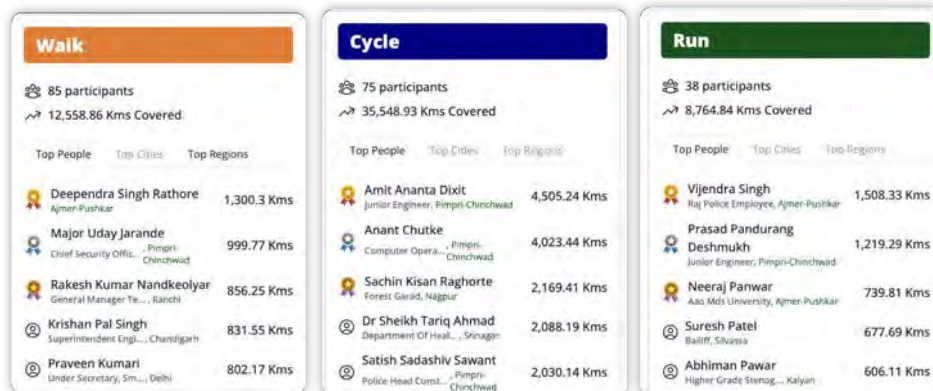 Walk
85 participants
12,558.86 Kms Covered
Top People Top Cities Top Regions
Deependra Singh Rathore
Ajmer-Pushkar
1,300.3 Kms
Major Uday Jarande
Chief Security Offic... , Pimpri-
Chinchwad
999.77 Kms
Rakesh Kumar Nandkeolyar
General Manager Te... , Ranchi
856.25 Kms
Krishan Pal Singh
Superintendent Engi... , Chandigarh
831.55 Kms
Praveen Kumari
Under Secretary, Sm... , Delhi
802.17 Kms
Cycle
75 participants
35,548.93 Kms Covered
Top People Top Cities Top Regions
Amit Ananta Dixit
Junior Engineer, Pimpri-Chinchwad
4,505.24 Kms
Anant Chutke
Computer Opera... , Pimpri-
Chinchwad
4,023.44 Kms
Sachin Kisan Raghorte
Forest Garad, Nagpur
2,169.41 Kms
Dr Sheikh Tariq Ahmad
Department Of Heal... , Srinagar
2,088.19 Kms
Satish Sadashiv Sawant
Police Head Const... , Pimpri-
Chinchwad
2,030.14 Kms
Run
38 participants
8,764.84 Kms Covered
Top People Top Cities Top Regions
Vijendra Singh
Raj Police Employee, Ajmer-Pushkar
1,508.33 Kms
Prasad Pandurang
Deshmukh
Junior Engineer, Pimpri-Chinchwad
1,219.29 Kms
Neeraj Panwar
Aao Mds University, Ajmer-Pushkar
739.81 Kms
Suresh Patel
Bailiff, Silvassa
677.69 Kms
Abhiman Pawar
Higher Grade Stenog... , Kalyan
606.11 Kms